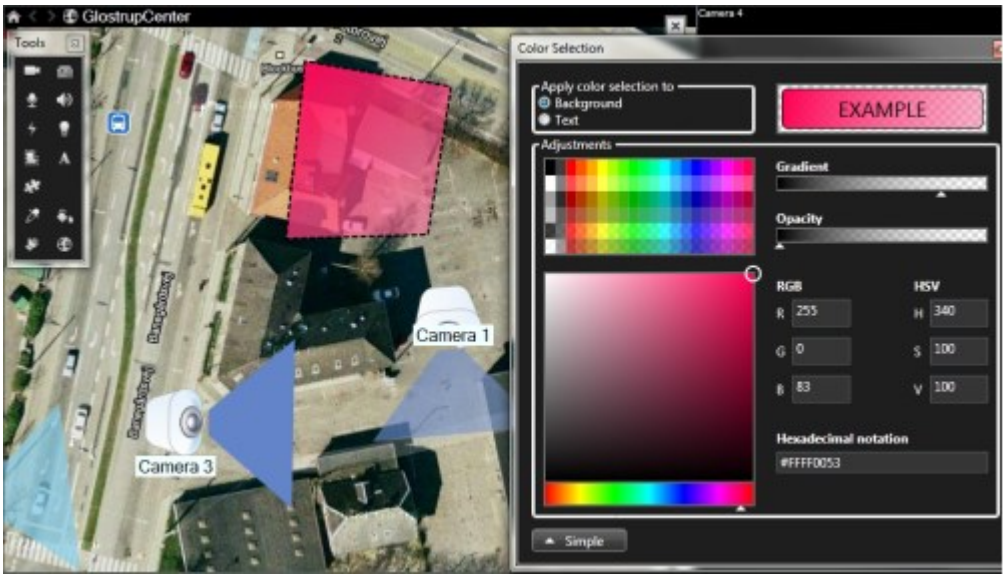 GlostrupCenter
Camera 4
Tools
A
Camera 1
Camera 3
Color Selection
Apply color selection to
Background
Text
EXAMPLE
Adjustments
Gradient
Opacity
RGB
HSV
R 255
H 340
G 0
S 100
B 83
V 100
Hexadecimal notation
#FFFF0053
Simple